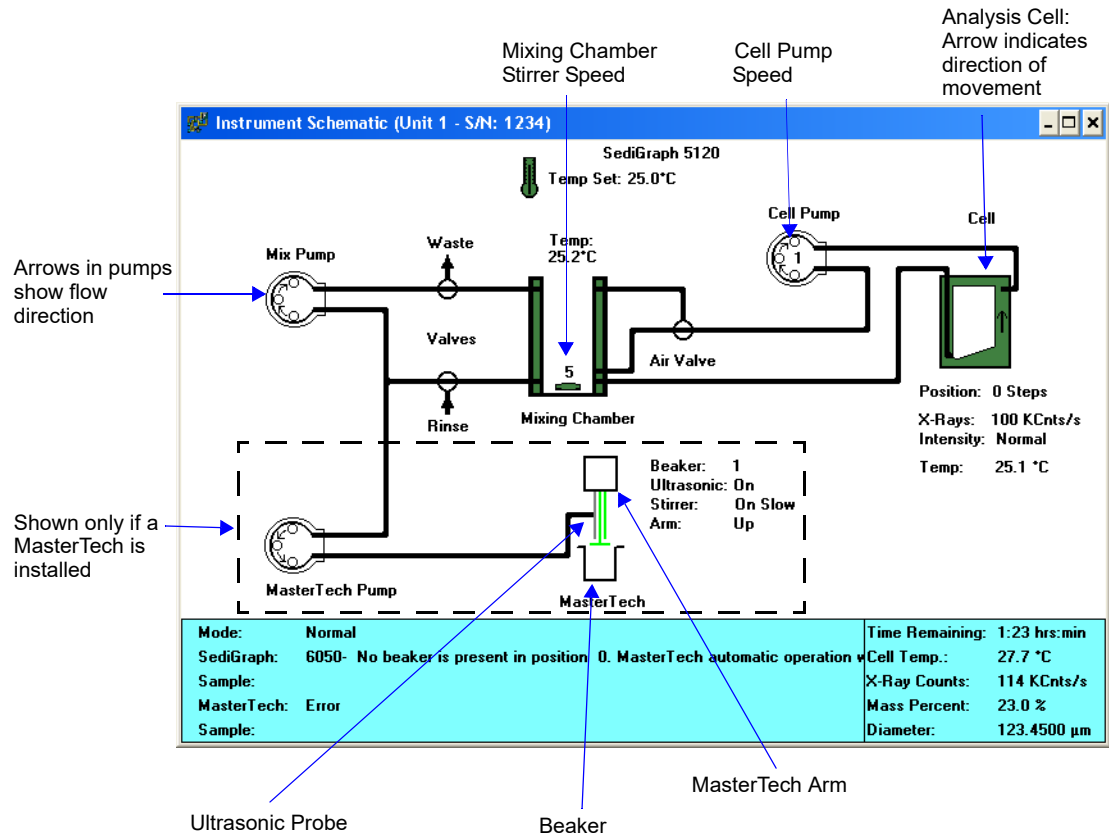 Analysis Cell:
Arrow indicates
direction of
movement
Mixing Chamber
Stirrer Speed
Cell Pump
Speed
Instrument Schematic (Unit 1 - S/N: 1234)
SediGraph 5120
Temp Set: 25.0°C
Cell Pump
1
Cell
Mix Pump
Waste
Temp:
25.2°C
Arrows in pumps
show flow
direction
Valves
Air Valve
5
Rinse
Mixing Chamber
Position: 0 Steps
X-Rays: 100 KCnts/s
Intensity: Normal
Temp: 25.1 °C
Shown only if a
MasterTech is
installed
Beaker: 1
Ultrasonic: On
Stirrer: On Slow
Arm: Up
MasterTech Pump
MasterTech
Mode: Normal
SediGraph: 6050- No beaker is present in position 0. MasterTech automatic operation w
Sample:
MasterTech: Error
Sample:
Time Remaining: 1:23 hrs:min
Cell Temp.: 27.7 °C
X-Ray Counts: 114 KCnts/s
Mass Percent: 23.0 %
Diameter: 123.4500 µm
MasterTech Arm
Ultrasonic Probe
Beaker